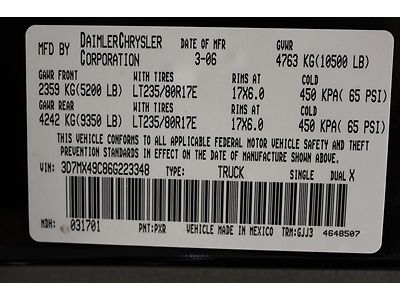 MFD BY DAIMLERCHRYSLER CORPORATION DATE OF MFR 3-06 GVWR 4763 KG(10500 LB)
GAWR FRONT WITH TIRES RIMS AT COLD
2359 KG(5200 LB) LT235/80R17E 17X6.0 450 KPA( 65 PSI)
GAWR REAR WITH TIRES RIMS AT COLD
4242 KG(9350 LB) LT235/80R17E 17X6.0 450 KPA( 65 PSI)
THIS VEHICLE CONFORMS TO ALL APPLICABLE FEDERAL MOTOR VEHICLE SAFETY AND THEFT
PREVENTION STANDARDS IN EFFECT ON THE DATE OF MANUFACTURE SHOWN ABOVE
VIN: 3D7MX49C86G223348 TYPE: TRUCK SINGLE DUAL X
MDH: 031701 PNT: PXR VEHICLE MADE IN MEXICO TRM: GJJ3 4648507